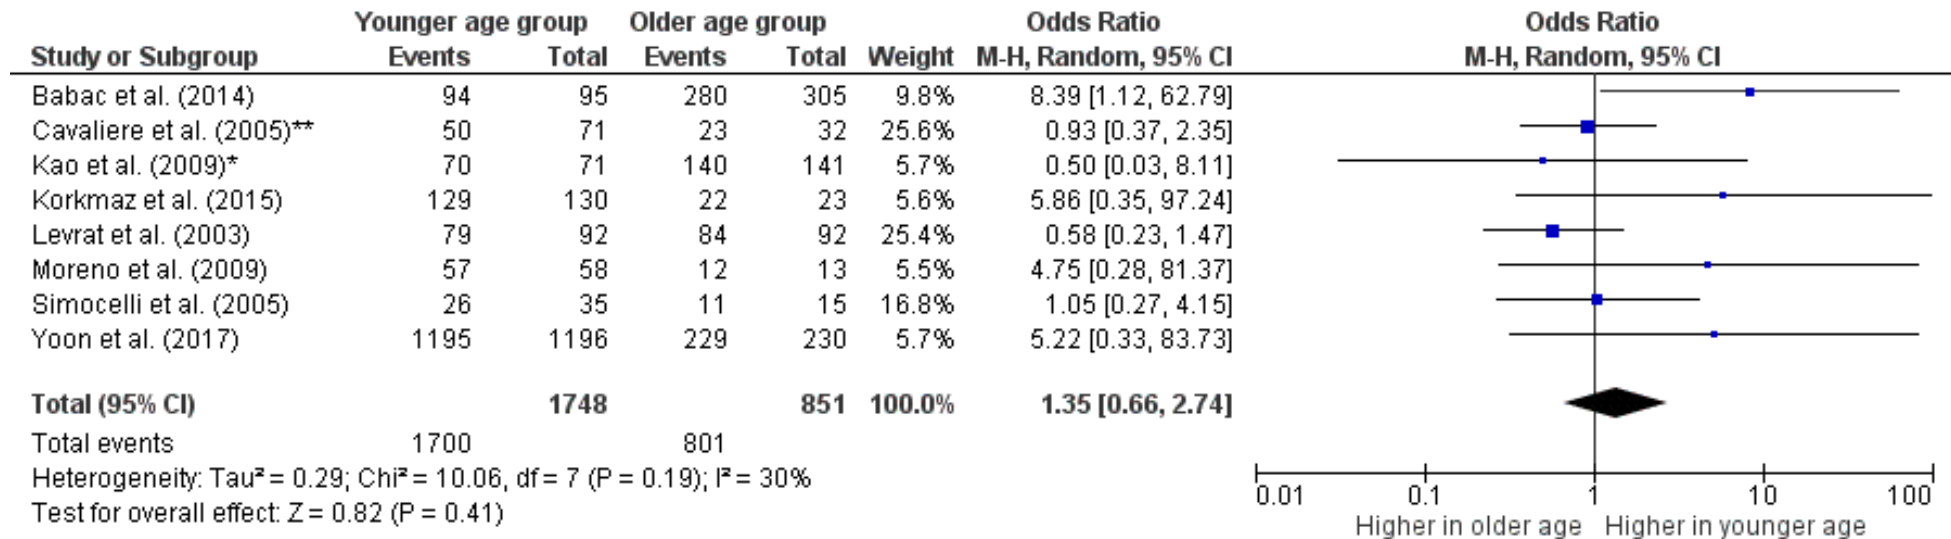 Younger age group Older age group Odds Ratio Odds Ratio
Study or Subgroup Events Total Events Total Weight M-H, Random, 95% CI M-H, Random, 95% CI
Babac et al. (2014) 94 95 280 305 9.8% 8.39 [1.12, 62.79]
Cavaliere et al. (2005)** 50 71 23 32 25.6% 0.93 [0.37, 2.35]
Kao et al. (2009)* 70 71 140 141 5.7% 0.50 [0.03, 8.11]
Korkmaz et al. (2015) 129 130 22 23 5.6% 5.86 [0.35, 97.24]
Levrat et al. (2003) 79 92 84 92 25.4% 0.58 [0.23, 1.47]
Moreno et al. (2009) 57 58 12 13 5.5% 4.75 [0.28, 81.37]
Simocelli et al. (2005) 26 35 11 15 16.8% 1.05 [0.27, 4.15]
Yoon et al. (2017) 1195 1196 229 230 5.7% 5.22 [0.33, 83.73]
Total (95% CI) 1748 851 100.0% 1.35 [0.66, 2.74]
Total events 1700 801
Heterogeneity: Tau² = 0.29; Chi² = 10.06, df = 7 (P = 0.19); I² = 30%
Test for overall effect: Z = 0.82 (P = 0.41)
0.01 0.1 1 10 100
Higher in older age Higher in younger age